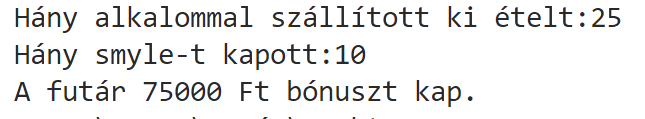 Hány alkalommal szállított ki ételt:25
Hány smyle-t kapott:10
A futár 75000 Ft bónuszt kap.